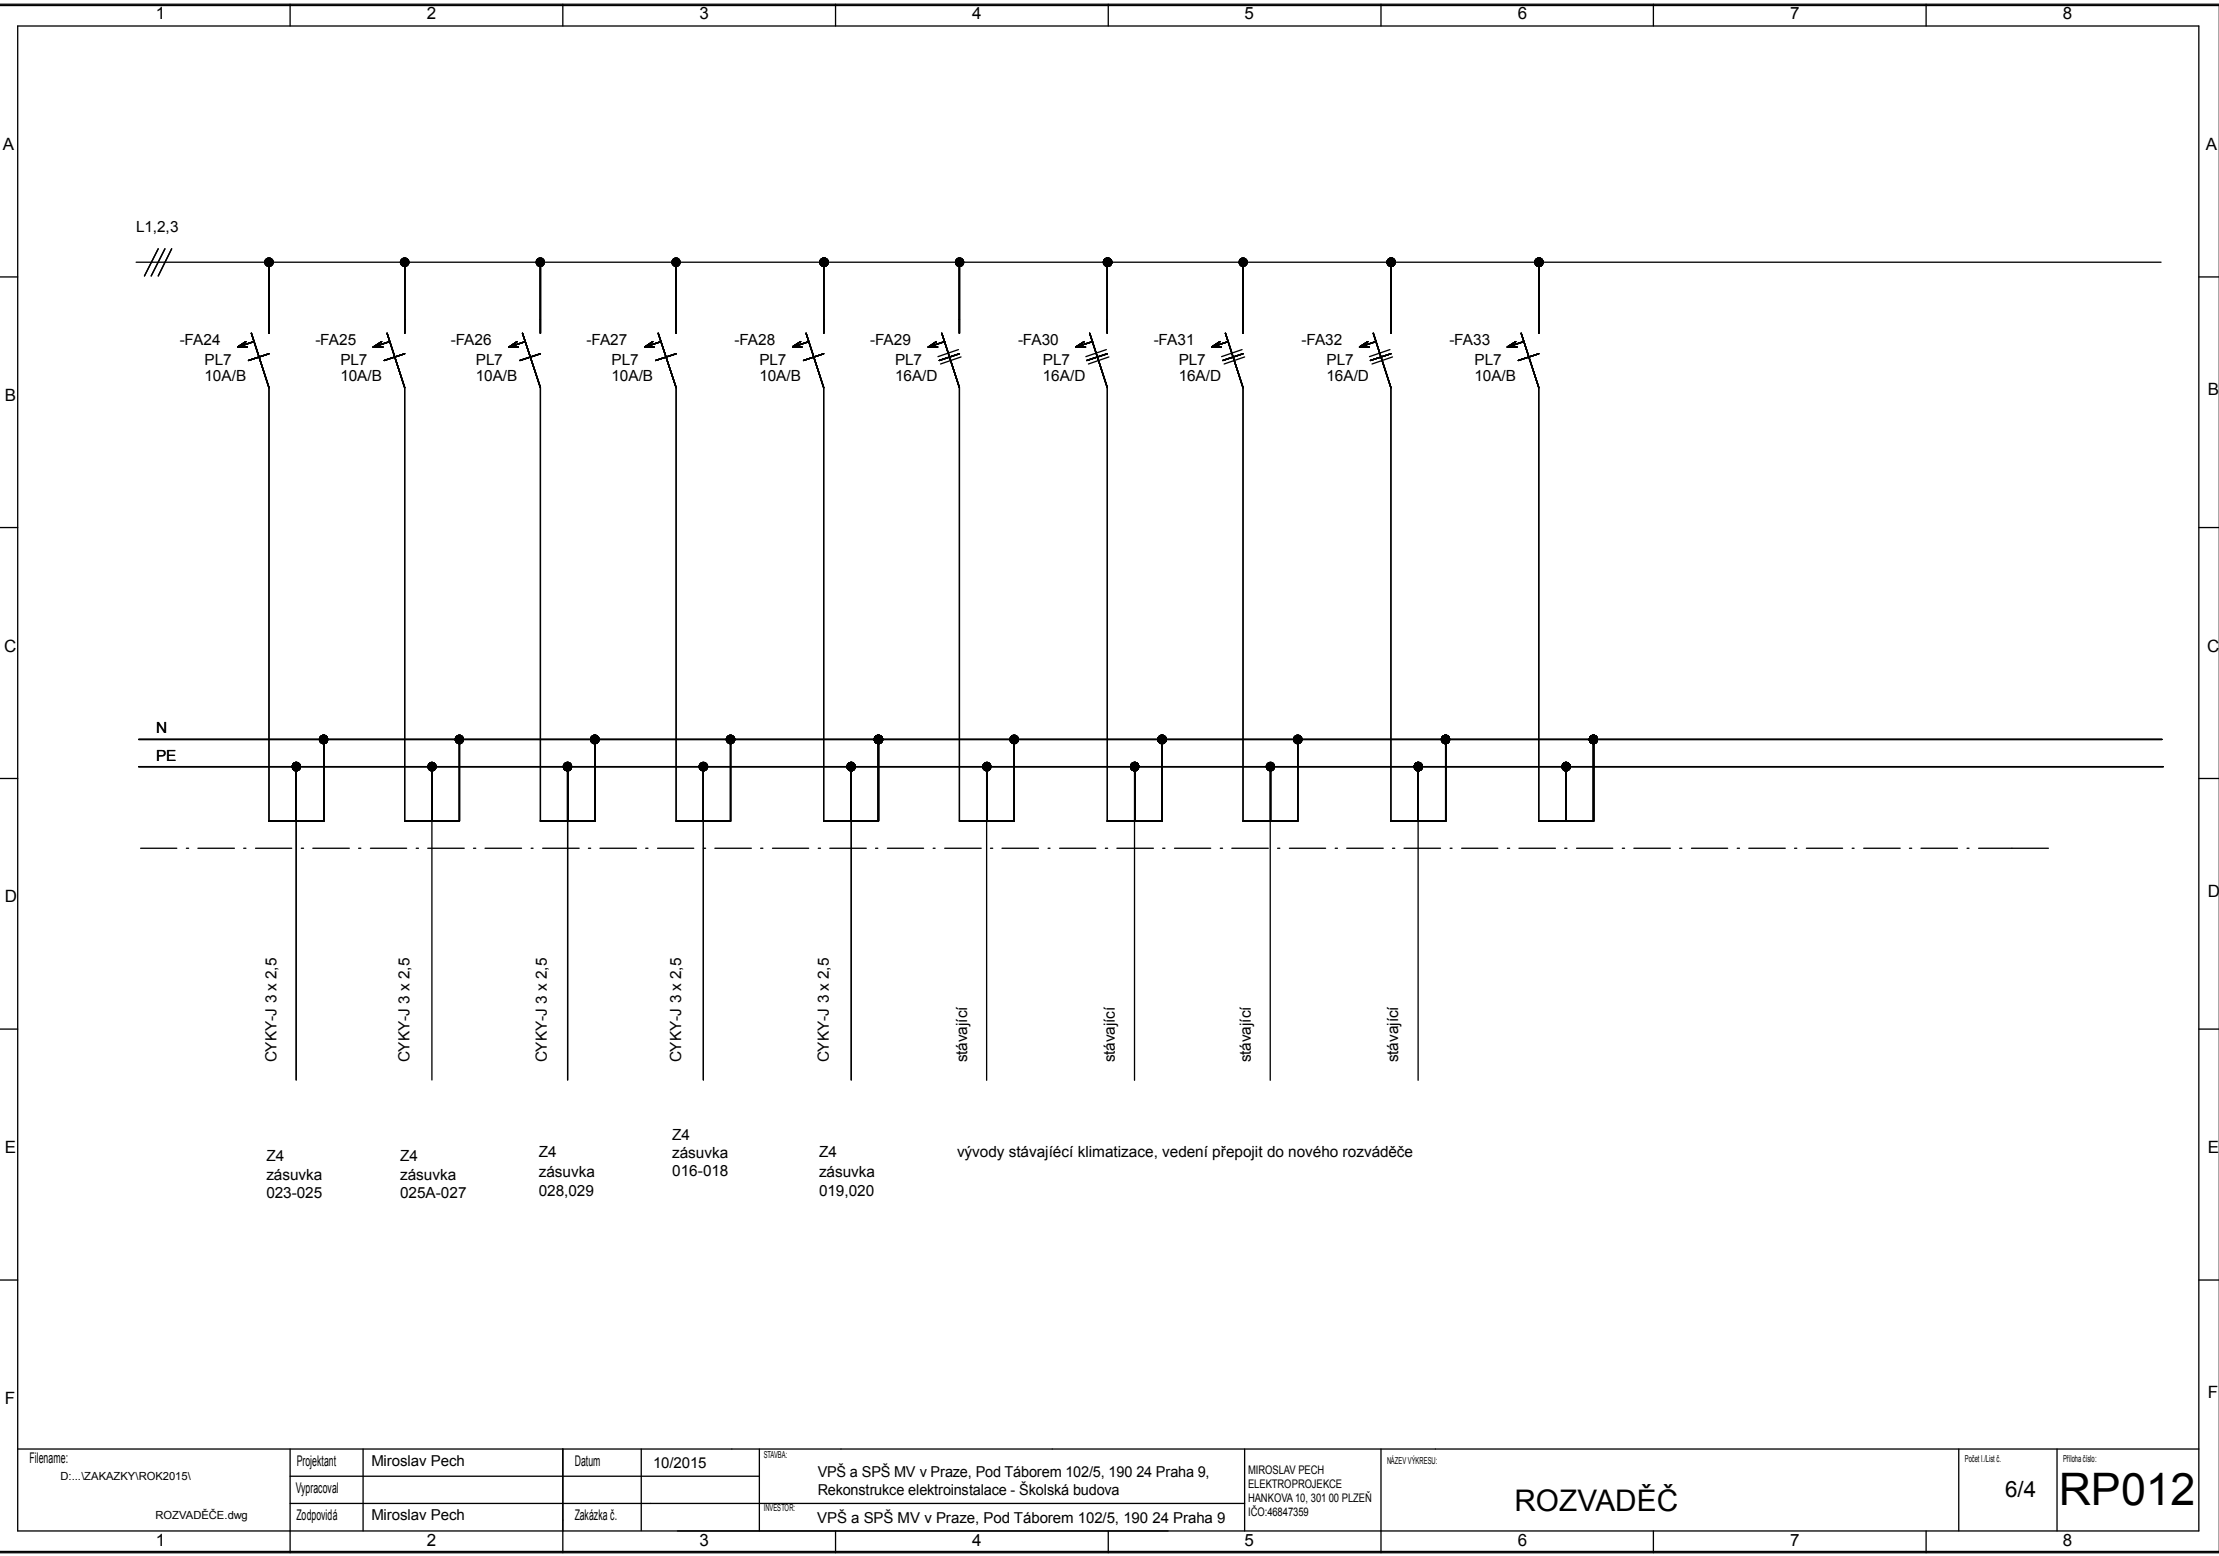 1 2 3 4 5 6 7 8
A A
L1,2,3
-FA24 -FA25 -FA26 -FA27 -FA28 -FA29 -FA30 -FA31 -FA32 -FA33
PL7 PL7 PL7 PL7 PL7 PL7 PL7 PL7 PL7 PL7
10A/B 10A/B 10A/B 10A/B 10A/B 16A/D 16A/D 16A/D 16A/D 10A/B
B B
C C
N
PE
D D
CYKY-J 3 x 2,5
CYKY-J 3 x 2,5
CYKY-J 3 x 2,5
CYKY-J 3 x 2,5
CYKY-J 3 x 2,5
stávající
stávající
stávající
stávající
E E
Z4
zásuvka
023-025
Z4
zásuvka
025A-027
Z4
zásuvka
028,029
Z4
zásuvka
016-018
Z4
zásuvka
019,020
vývody stávajíécí klimatizace, vedení přepojit do nového rozváděče
F F
Filename:
D:...\ZAKAZKY\ROK2015\
ROZVADĚČE.dwg
Projektant Miroslav Pech
Vypracoval
Zodpovídá Miroslav Pech
Datum 10/2015
Zakázka č.
STAVBA:
VPŠ a SPŠ MV v Praze, Pod Táborem 102/5, 190 24 Praha 9,
Rekonstrukce elektroinstalace - Školská budova
INVESTOR:
VPŠ a SPŠ MV v Praze, Pod Táborem 102/5, 190 24 Praha 9
MIROSLAV PECH
ELEKTROPROJEKCE
HANKOVA 10, 301 00 PLZEŇ
IČO:46847359
NÁZEV VÝKRESU:
ROZVADĚČ
Počet l./List č.
6/4
Příloha číslo:
RP012
1 2 3 4 5 6 7 8